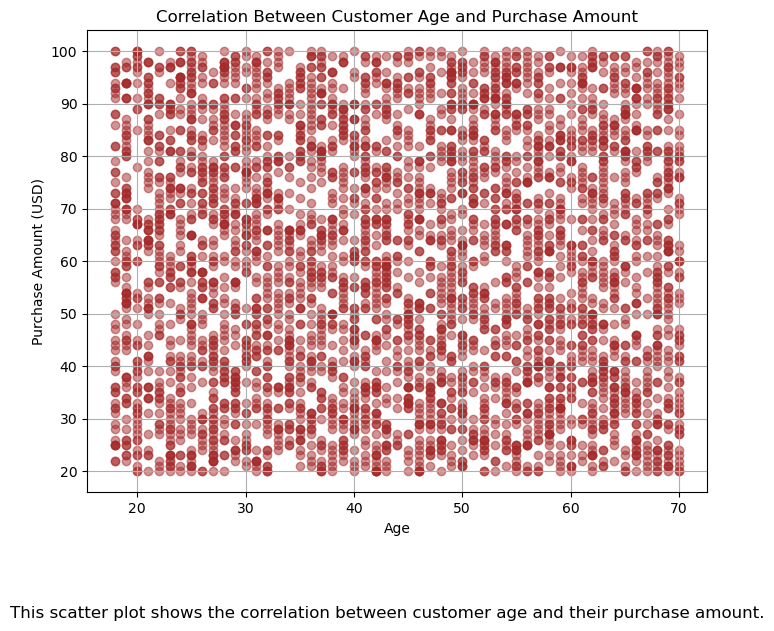 Correlation Between Customer Age and Purchase Amount
100
90
80
70
60
50
40
30
20
Purchase Amount (USD)
20 30 40 50 60 70
Age
This scatter plot shows the correlation between customer age and their purchase amount.